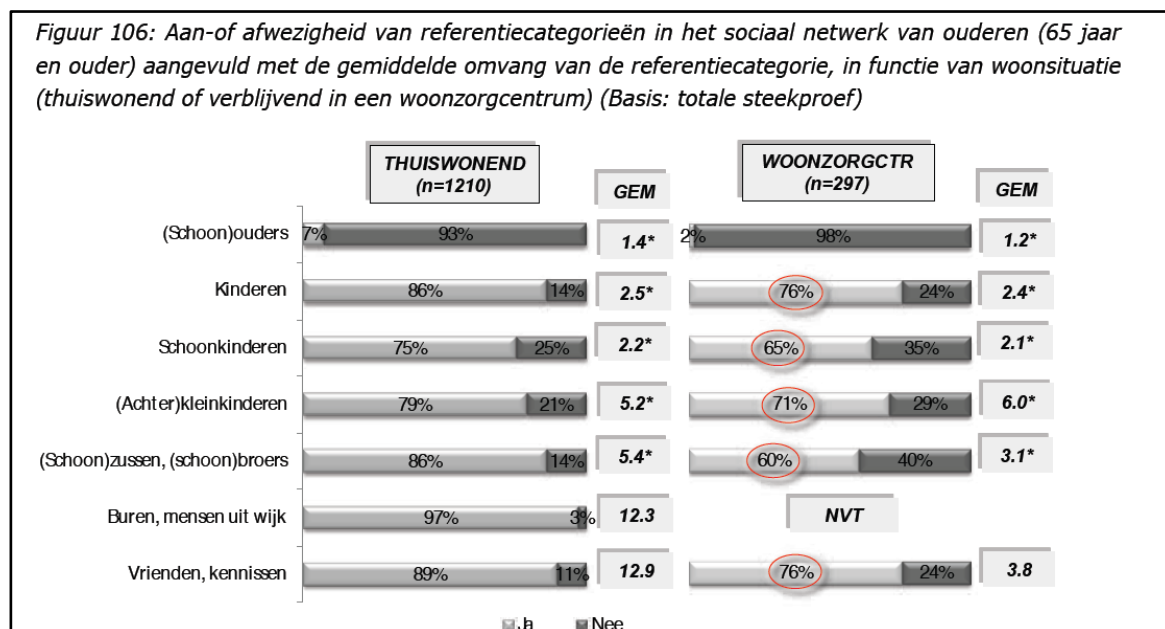 Figuur 106: Aan-of afwezigheid van referentiecategorieën in het sociaal netwerk van ouderen (65 jaar
en ouder) aangevuld met de gemiddelde omvang van de referentiecategorie, in functie van woonsituatie
(thuiswonend of verblijvend in een woonzorgcentrum) (Basis: totale steekproef)
THUISWONEND
(n=1210)
GEM
WOONZORGCTR
(n=297)
GEM
(Schoon)ouders 7% 93% 1.4* 2% 98% 1.2*
Kinderen 86% 14% 2.5* 76% 24% 2.4*
Schoonkinderen 75% 25% 2.2* 65% 35% 2.1*
(Achter)kleinkinderen 79% 21% 5.2* 71% 29% 6.0*
(Schoon)zussen, (schoon)broers 86% 14% 5.4* 60% 40% 3.1*
Buren, mensen uit wijk 97% 3% 12.3 NVT
Vrienden, kennissen 89% 11% 12.9 76% 24% 3.8
Ja Nee